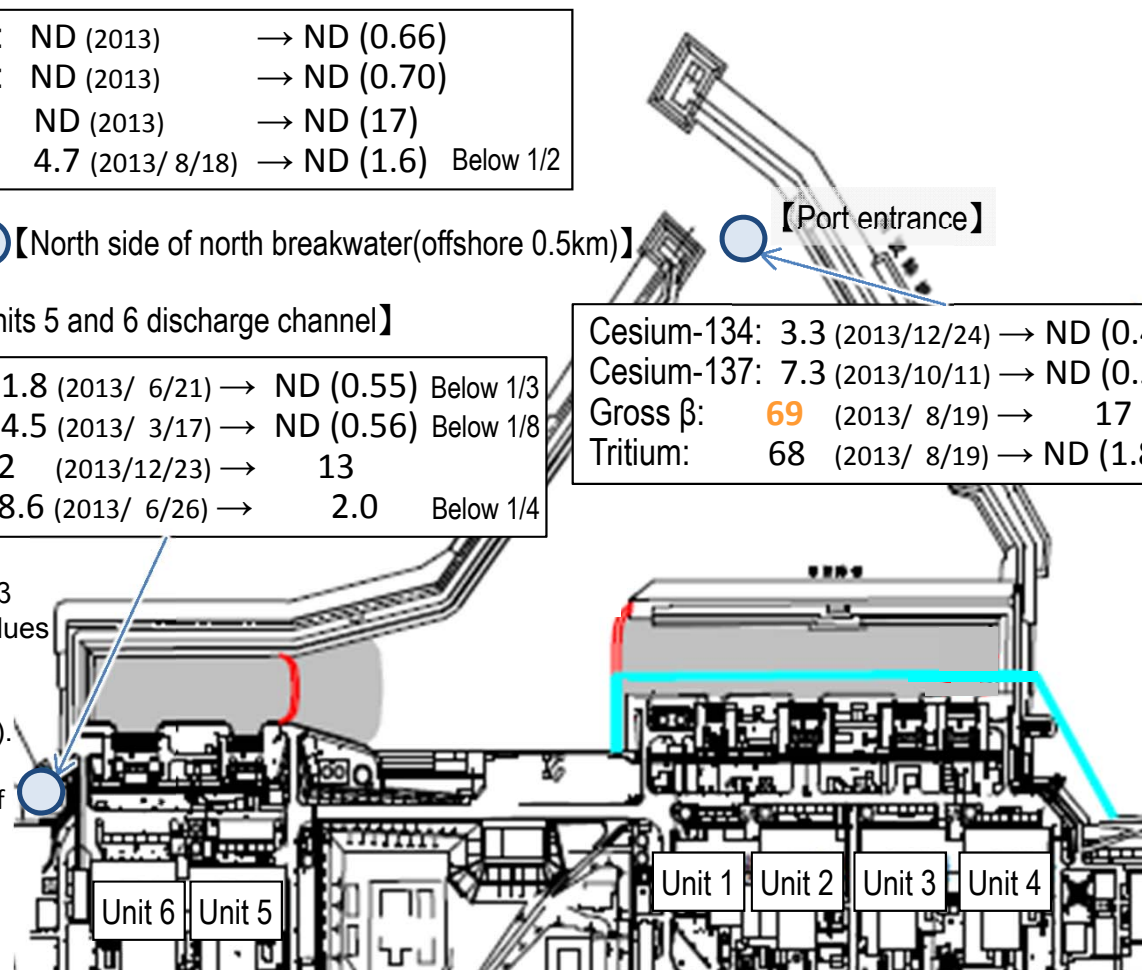 : ND (2013) → ND (0.66)
: ND (2013) → ND (0.70)
ND (2013) → ND (17)
4.7 (2013/ 8/18) → ND (1.6) Below 1/2
【Port entrance】
【North side of north breakwater(offshore 0.5km)】
nits 5 and 6 discharge channel】
Cesium-134: 3.3 (2013/12/24) → ND (0.4
Cesium-137: 7.3 (2013/10/11) → ND (0.
Gross β: 69 (2013/ 8/19) → 17
Tritium: 68 (2013/ 8/19) → ND (1.8
1.8 (2013/ 6/21) → ND (0.55) Below 1/3
4.5 (2013/ 3/17) → ND (0.56) Below 1/8
2 (2013/12/23) → 13
8.6 (2013/ 6/26) → 2.0 Below 1/4
3
lues
).
f
Unit 6
Unit 5
Unit 1
Unit 2
Unit 3
Unit 4